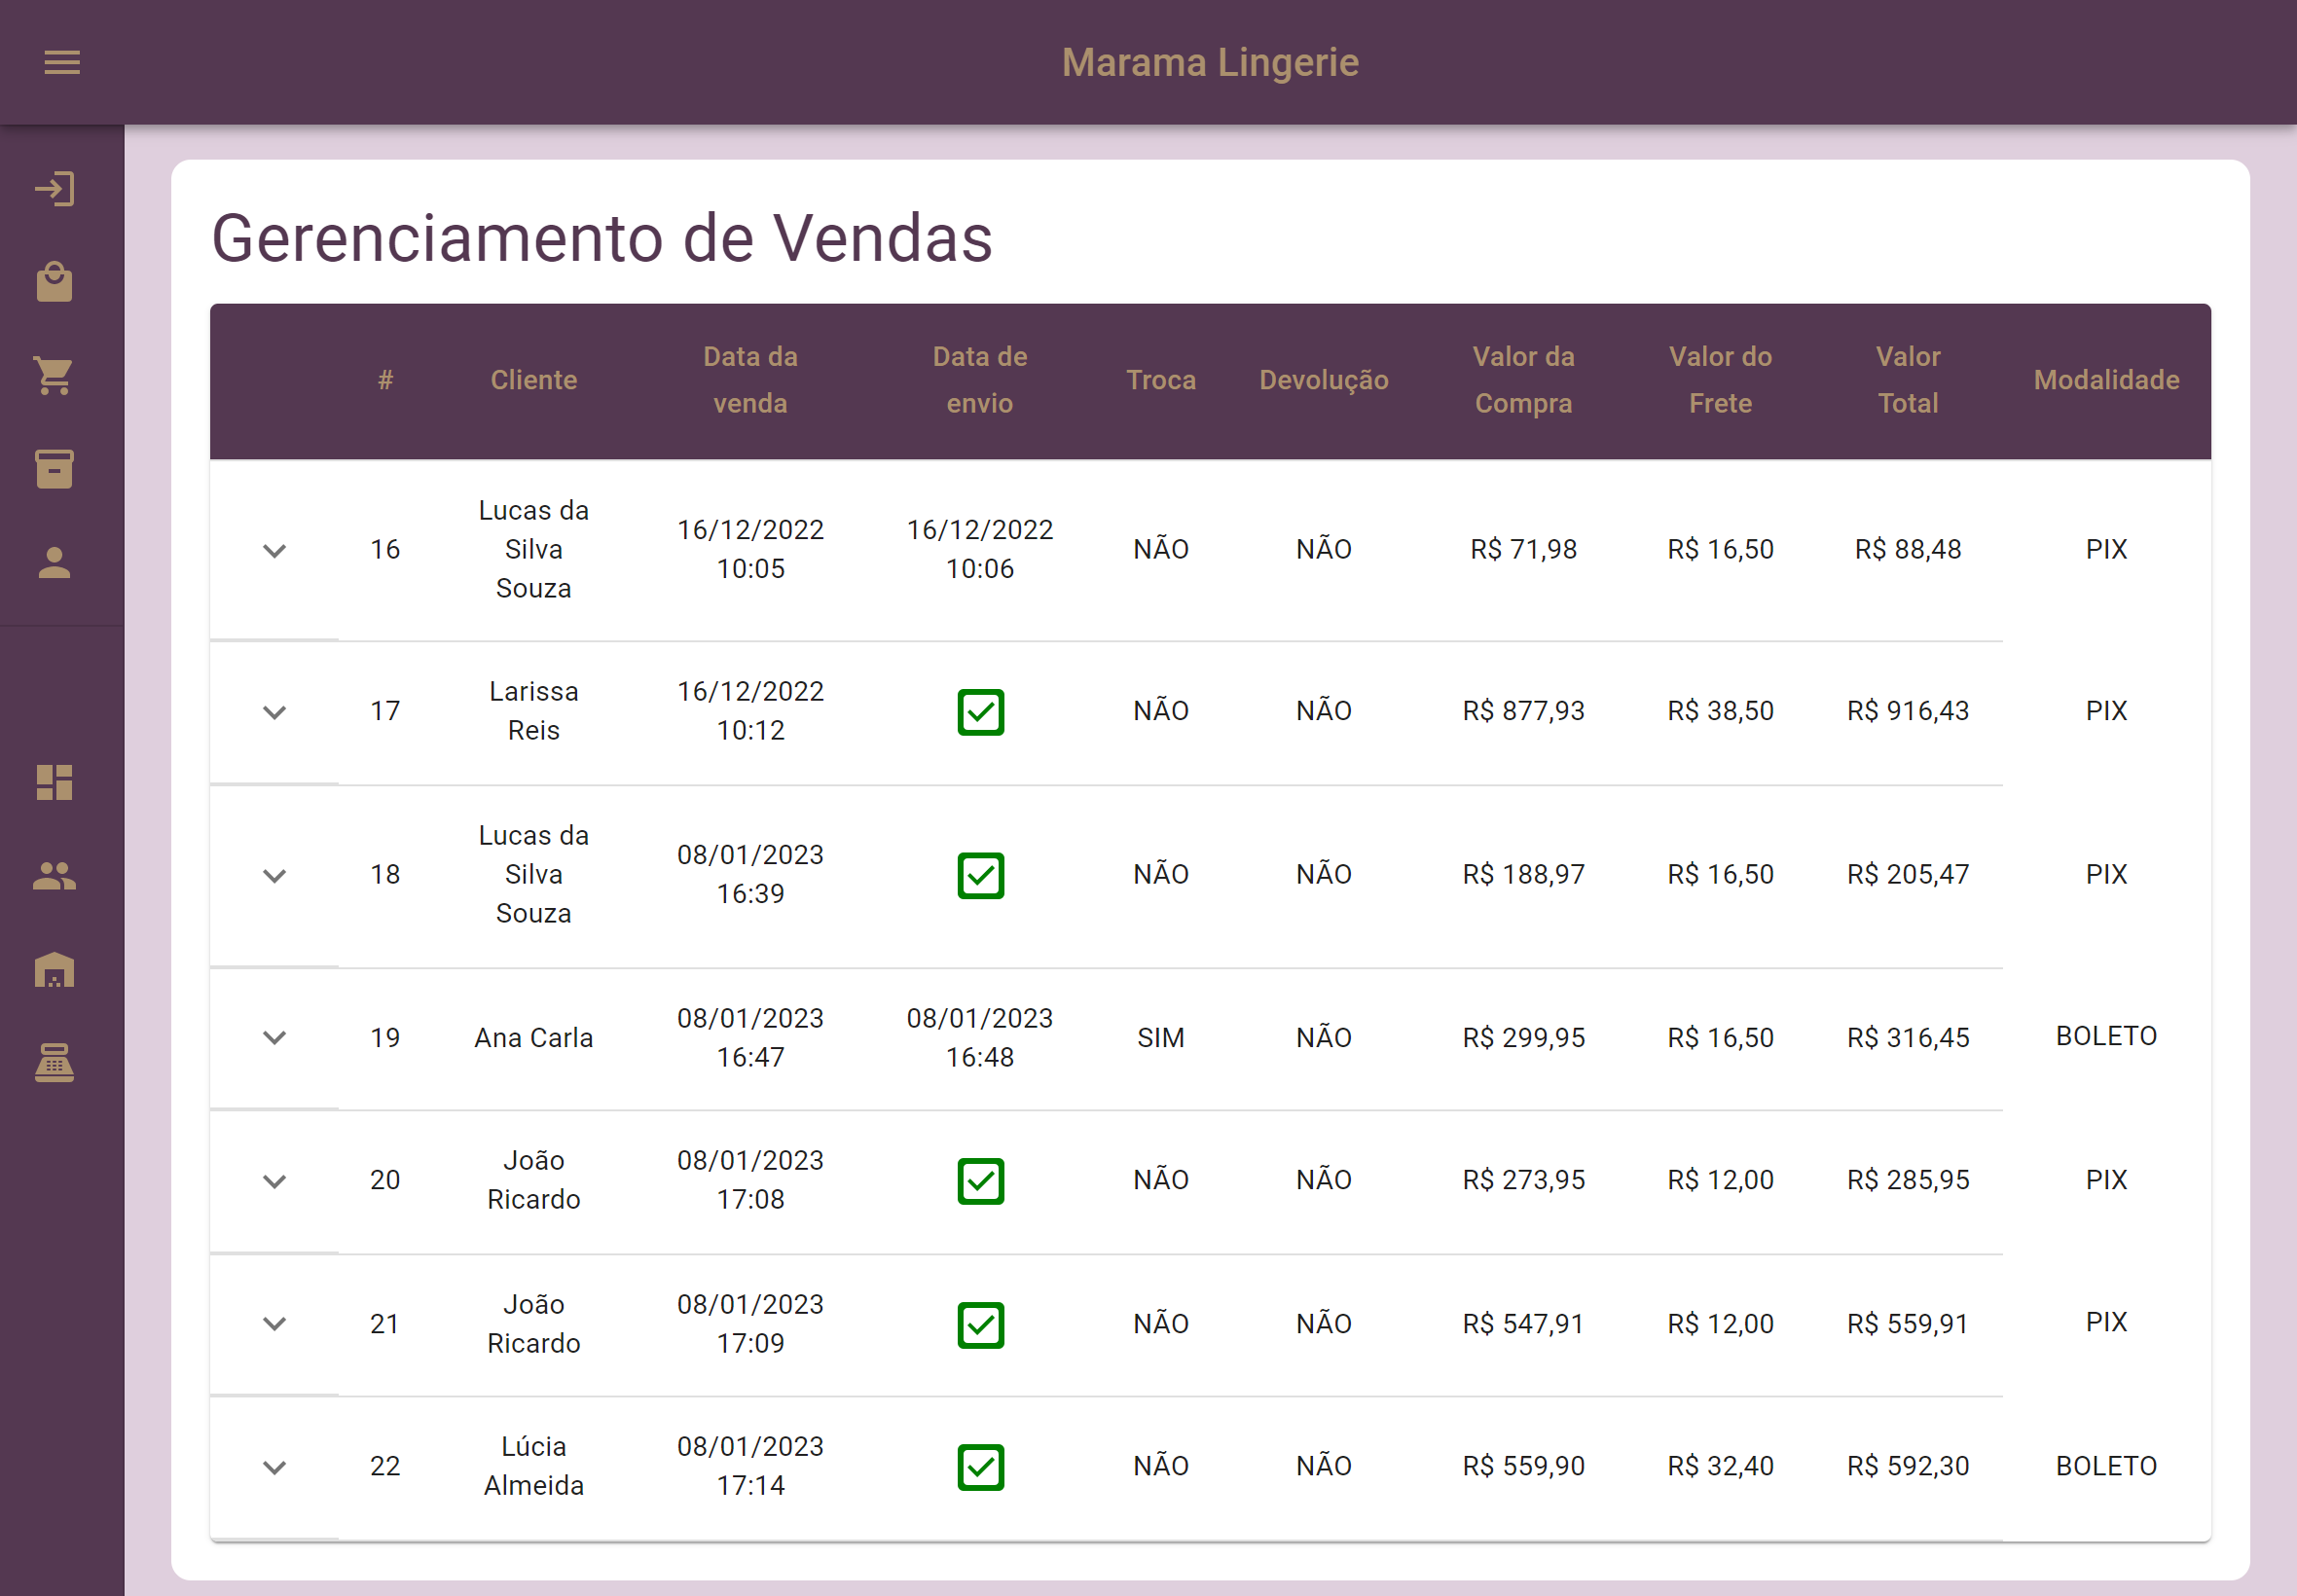 Marama Lingerie
Gerenciamento de Vendas
# Cliente Data da venda Data de envio Troca Devolução Valor da Compra Valor do Frete Valor Total Modalidade
16 Lucas da Silva Souza 16/12/2022 10:05 16/12/2022 10:06 NÃO NÃO R$ 71,98 R$ 16,50 R$ 88,48 PIX
17 Larissa Reis 16/12/2022 10:12 NÃO NÃO R$ 877,93 R$ 38,50 R$ 916,43 PIX
18 Lucas da Silva Souza 08/01/2023 16:39 NÃO NÃO R$ 188,97 R$ 16,50 R$ 205,47 PIX
19 Ana Carla 08/01/2023 16:47 08/01/2023 16:48 SIM NÃO R$ 299,95 R$ 16,50 R$ 316,45 BOLETO
20 João Ricardo 08/01/2023 17:08 NÃO NÃO R$ 273,95 R$ 12,00 R$ 285,95 PIX
21 João Ricardo 08/01/2023 17:09 NÃO NÃO R$ 547,91 R$ 12,00 R$ 559,91 PIX
22 Lúcia Almeida 08/01/2023 17:14 NÃO NÃO R$ 559,90 R$ 32,40 R$ 592,30 BOLETO